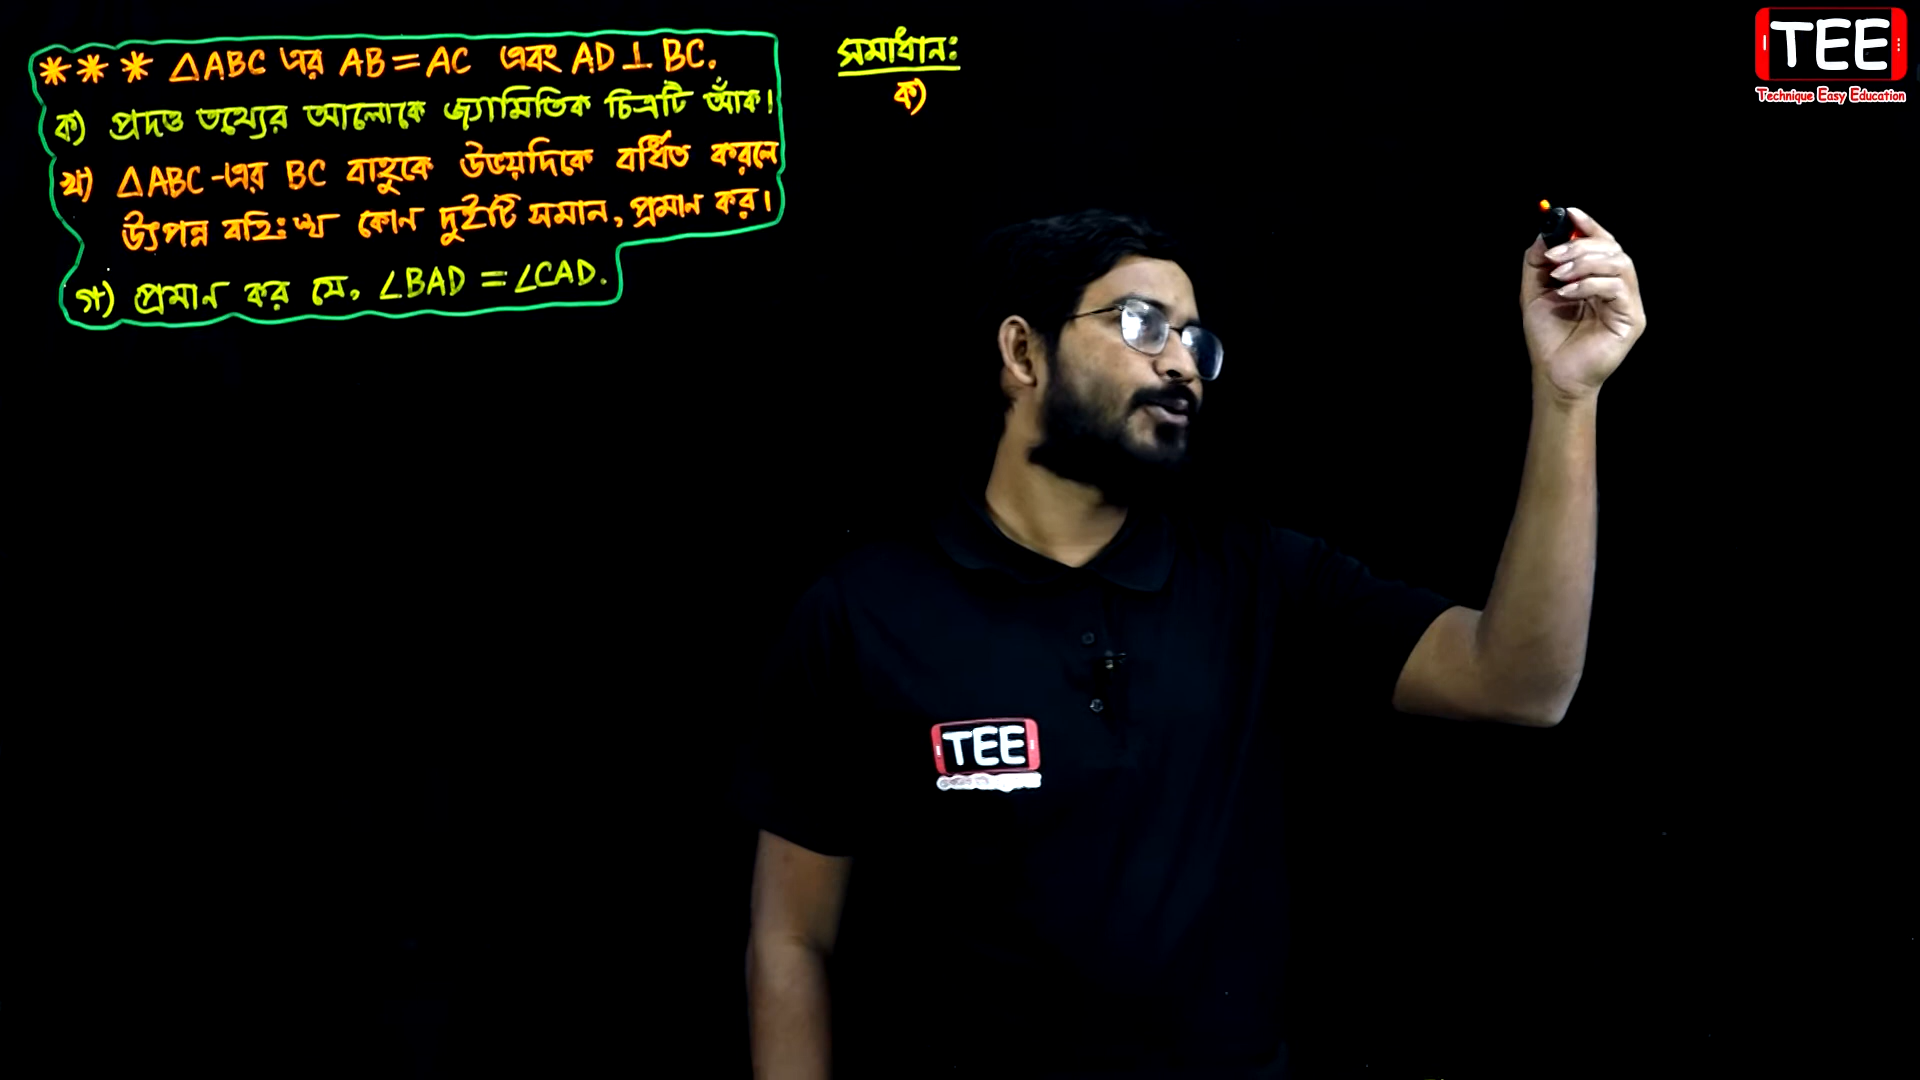 *** △ABC এর AB = AC এবং AD ⊥ BC.
ক) প্রদত্ত তথ্যের আলোকে জ্যামিতিক চিত্রটি আঁক।
খ) △ABC-এর BC বাহুকে উভয়দিকে বর্ধিত করলে
উৎপন্ন বহিঃস্থ কোন দুইটি সমান, প্রমান কর।
গ) প্রমান কর যে, ∠BAD = ∠CAD.
সমাধান:
ক)
TEE
Technique Easy Education
TEE